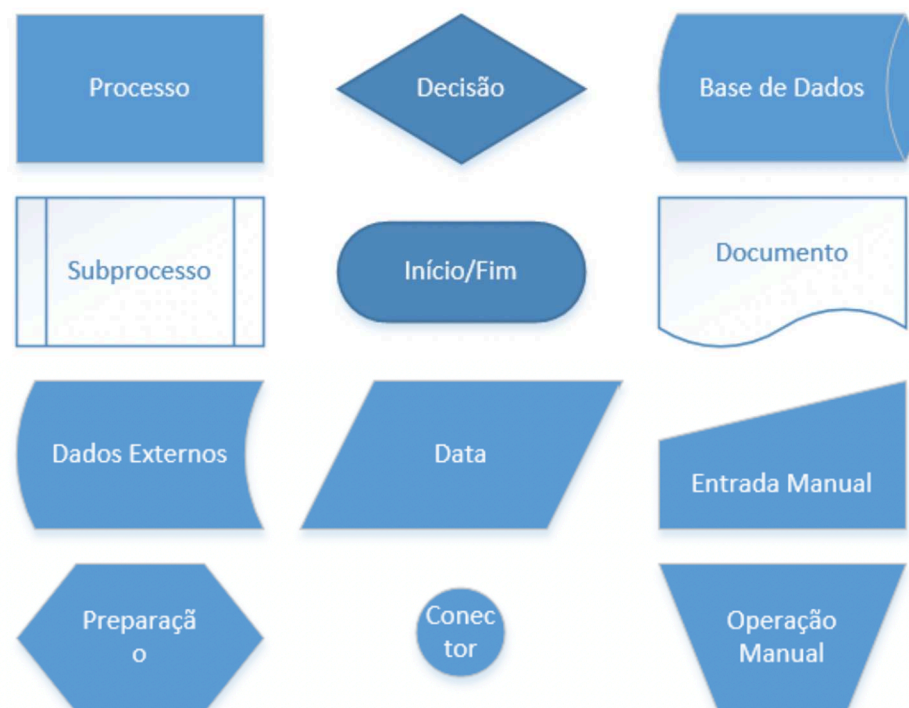 Processo
Decisão
Base de Dados
Subprocesso
Início/Fim
Documento
Dados Externos
Data
Entrada Manual
Preparaçã
o
Conec
tor
Operação
Manual